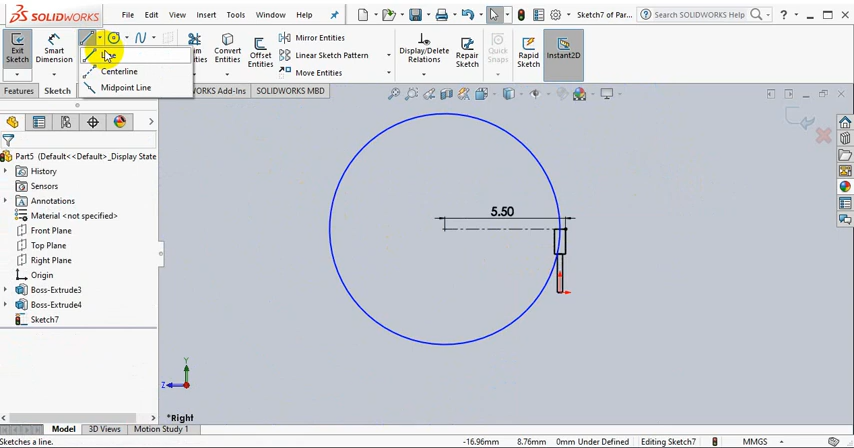 SOLIDWORKS File Edit View Insert Tools Window Help Sketch7 of Par... Search SOLIDWORKS Help
Exit Sketch
Smart Dimension
Line
Centerline
Midpoint Line
Convert Entities
Offset Entities
Mirror Entities
Linear Sketch Pattern
Move Entities
Display/Delete Relations
Repair Sketch
Quick Snaps
Rapid Sketch
Instant2D
Features Sketch WORKS Add-Ins SOLIDWORKS MBD
Part5 (Default<<Default>_Display State
History
Sensors
Annotations
Material <not specified>
Front Plane
Top Plane
Right Plane
Origin
Boss-Extrude3
Boss-Extrude4
Sketch7
5.50
Y
Z
*Right
Model 3D Views Motion Study 1
Sketches a line. -16.96mm 8.76mm 0mm Under Defined Editing Sketch7 MMGS